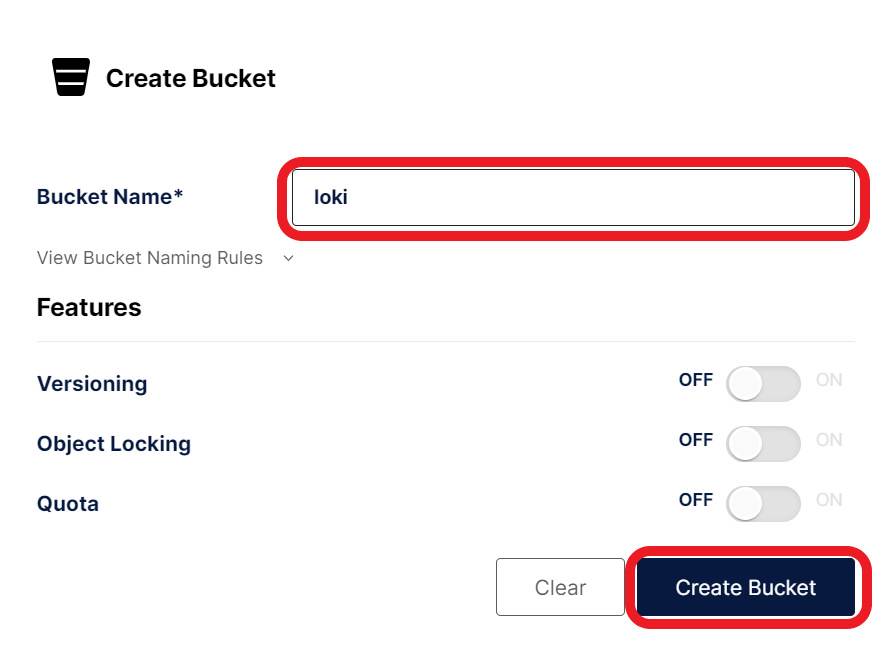 Create Bucket
Bucket Name*
loki
View Bucket Naming Rules
Features
Versioning
OFF ON
Object Locking
OFF ON
Quota
OFF ON
Clear
Create Bucket